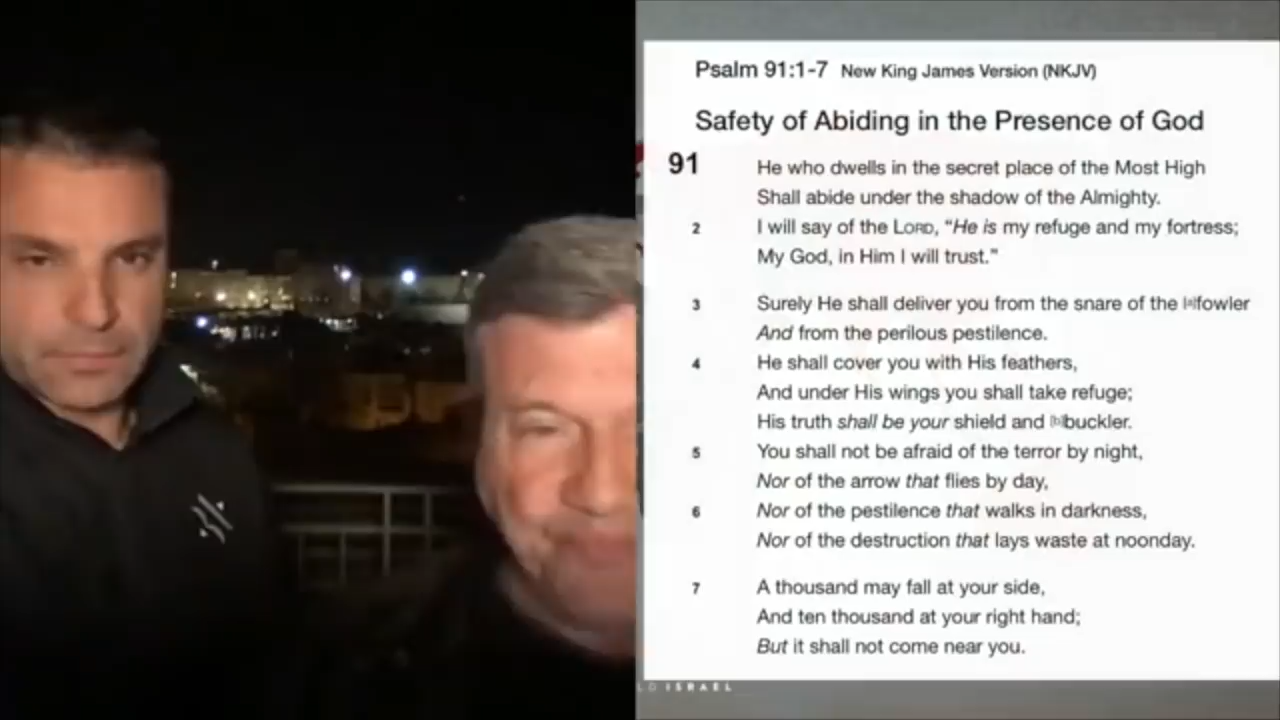 Psalm 91:1-7 New King James Version (NKJV)
Safety of Abiding in the Presence of God
91 He who dwells in the secret place of the Most High
Shall abide under the shadow of the Almighty.
2 I will say of the LORD, “He is my refuge and my fortress;
My God, in Him I will trust.”
3 Surely He shall deliver you from the snare of the [a]fowler
And from the perilous pestilence.
4 He shall cover you with His feathers,
And under His wings you shall take refuge;
His truth shall be your shield and [b]buckler.
5 You shall not be afraid of the terror by night,
Nor of the arrow that flies by day,
6 Nor of the pestilence that walks in darkness,
Nor of the destruction that lays waste at noonday.
7 A thousand may fall at your side,
And ten thousand at your right hand;
But it shall not come near you.
ISRAEL